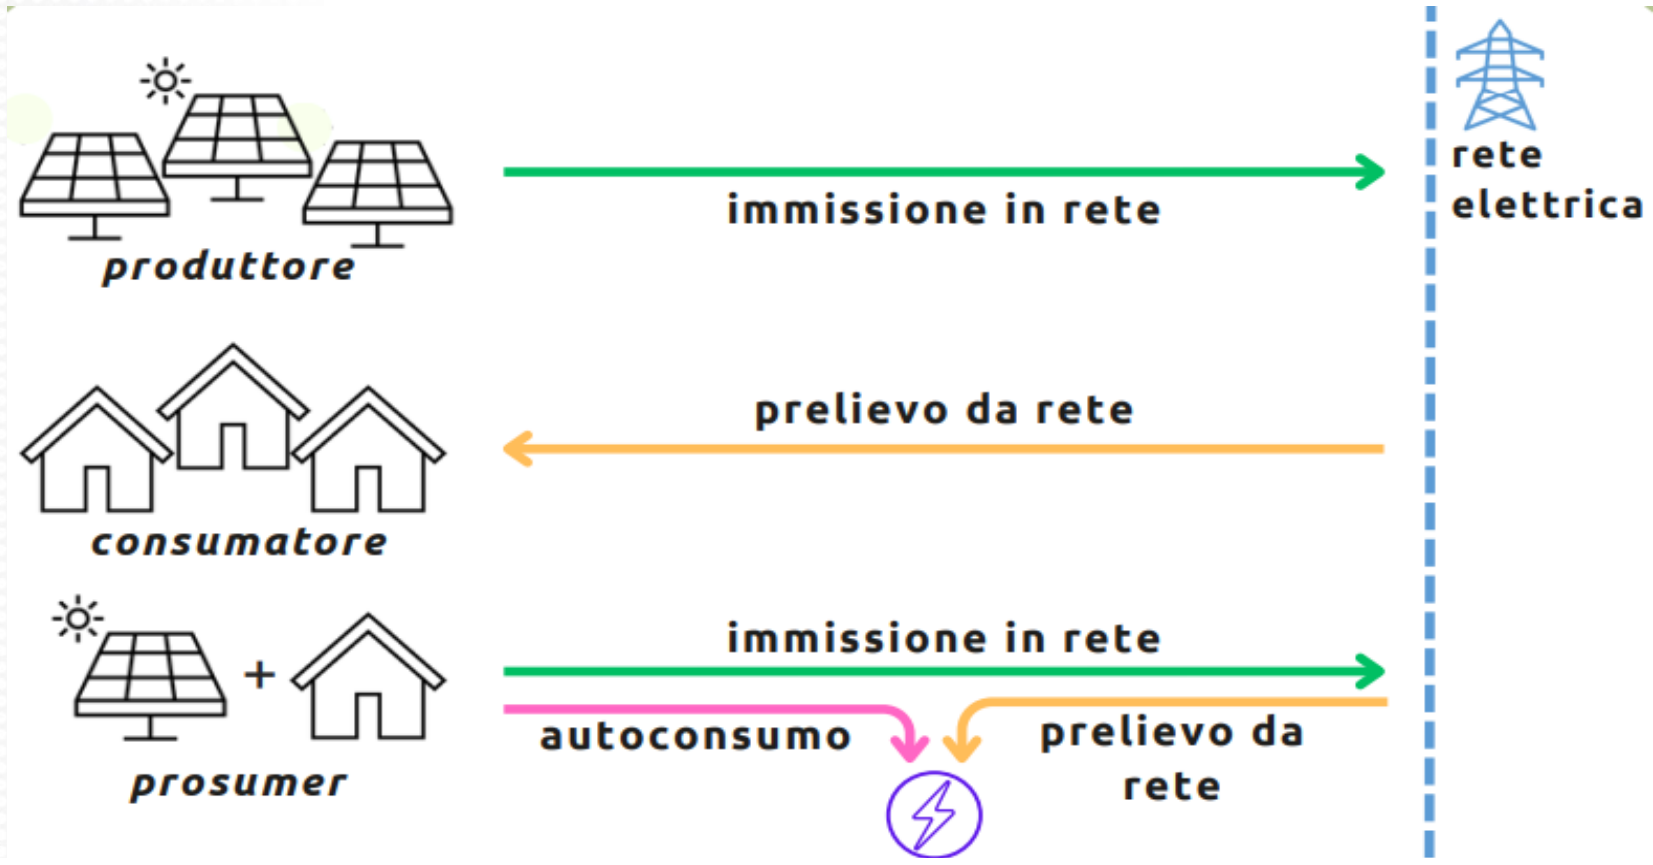 rete
elettrica
immissione in rete
produttore
prelievo da rete
consumatore
immissione in rete
+
autoconsumo
prelievo da
rete
prosumer